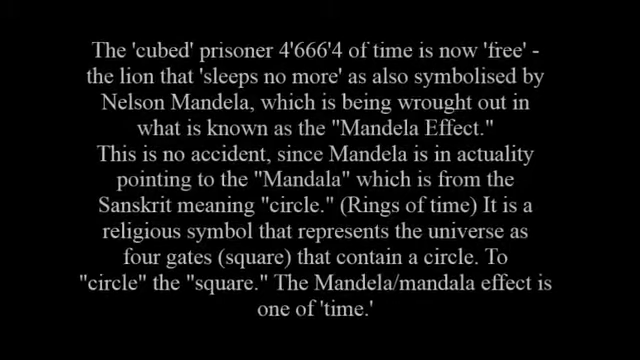 The 'cubed' prisoner 4'666'4 of time is now 'free' -
the lion that 'sleeps no more' as also symbolised by
Nelson Mandela, which is being wrought out in
what is known as the "Mandela Effect."
This is no accident, since Mandela is in actuality
pointing to the "Mandala" which is from the
Sanskrit meaning "circle." (Rings of time) It is a
religious symbol that represents the universe as
four gates (square) that contain a circle. To
"circle" the "square." The Mandela/mandala effect is
one of 'time.'